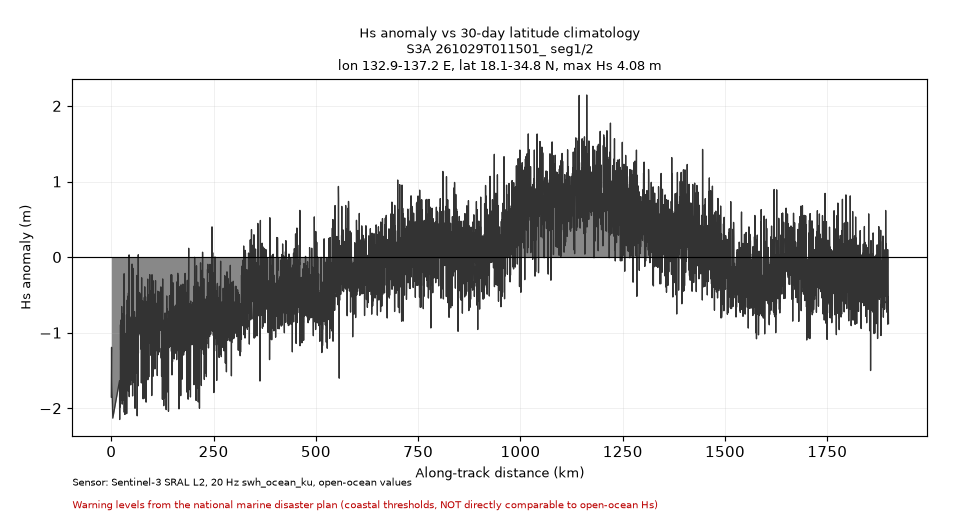 Hs anomaly vs 30-day latitude climatology
S3A 261029T011501_ seg1/2
lon 132.9-137.2 E, lat 18.1-34.8 N, max Hs 4.08 m
Hs anomaly (m)
2
1
0
−1
−2
0 250 500 750 1000 1250 1500 1750
Along-track distance (km)
Sensor: Sentinel-3 SRAL L2, 20 Hz swh_ocean_ku, open-ocean values
Warning levels from the national marine disaster plan (coastal thresholds, NOT directly comparable to open-ocean Hs)